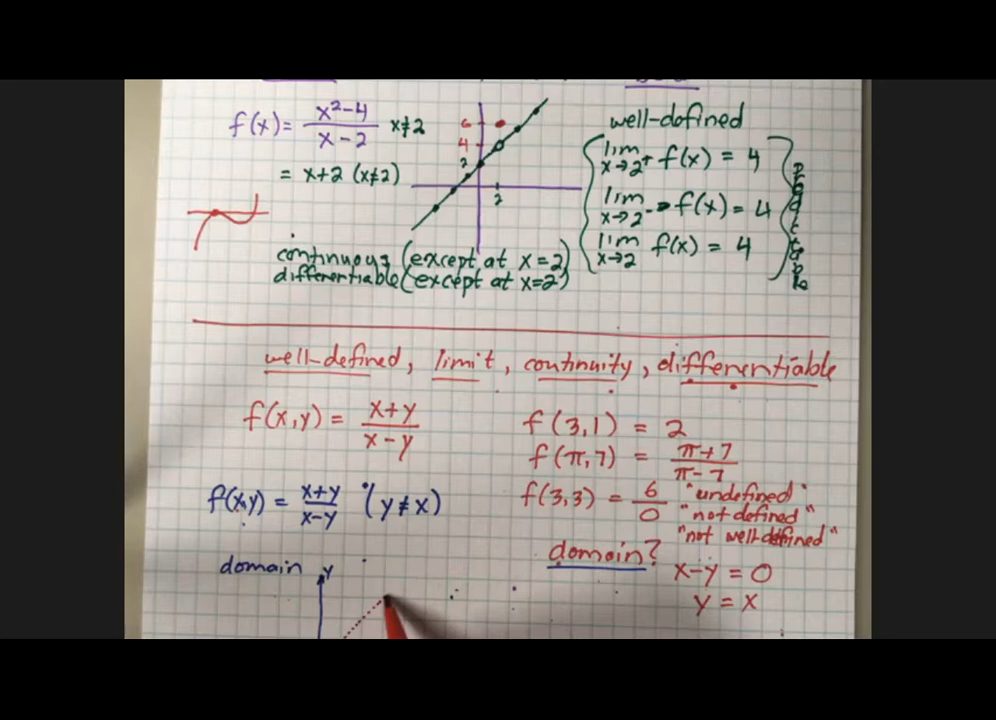 f(x) = x²-4 / x-2  x≠2
= x+2 (x≠2)
6
4
2
2
continuous (except at x=2)
differentiable (except at x=2)
well-defined
lim x→2⁺ f(x) = 4
lim x→2⁻ f(x) = 4
lim x→2 f(x) = 4
well-defined, limit, continuity, differentiable
f(x,y) = x+y / x-y
f(3,1) = 2
f(π,7) = π+7 / π-7
f(3,3) = 6/0 "undefined"
"not defined"
"not well-defined"
f(x,y) = x+y / x-y (y≠x)
domain?
x-y = 0
y = x
domain
y